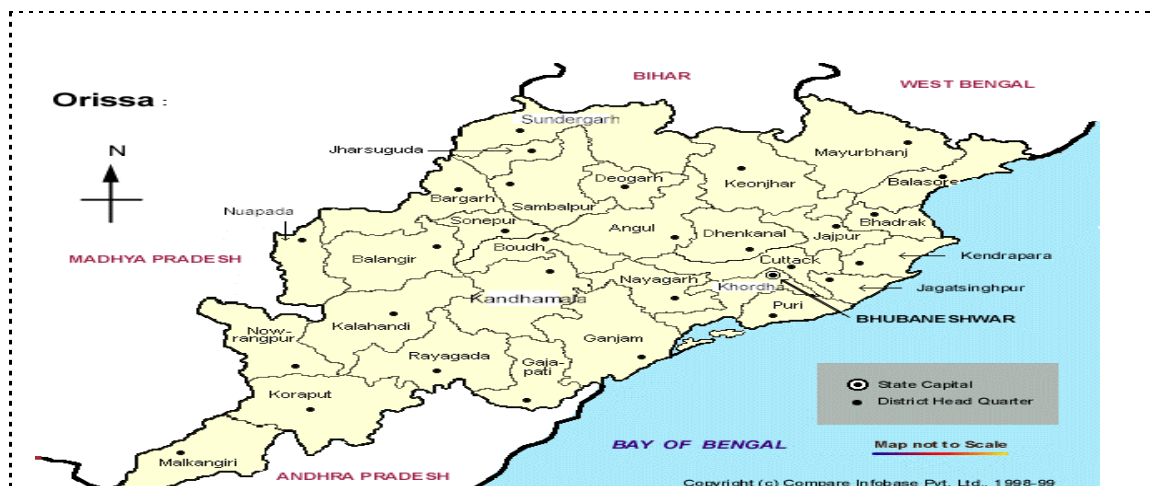 BIHAR
WEST BENGAL
Orissa :
Sundergarh
N
Jharsuguda
Mayurbhanj
Deogarh
Keonjhar
Balasore
Bargarh
Sambalpur
Nuapada
Sonepur
Angul
Dhenkanal
Jajpur
Bhadrak
Boudh
MADHYA PRADESH
Balangir
Cuttack
Kendrapara
Nayagarh
Khordha
Jagatsinghpur
Kandhamala
Puri
BHUBANESHWAR
Now-
rangpur
Kalahandi
Ganjam
Rayagada
Gaja-
pati
State Capital
Koraput
District Head Quarter
BAY OF BENGAL
Map not to Scale
Malkangiri
ANDHRA PRADESH
Copyright (c) Compare Infobase Pvt. Ltd., 1998-99